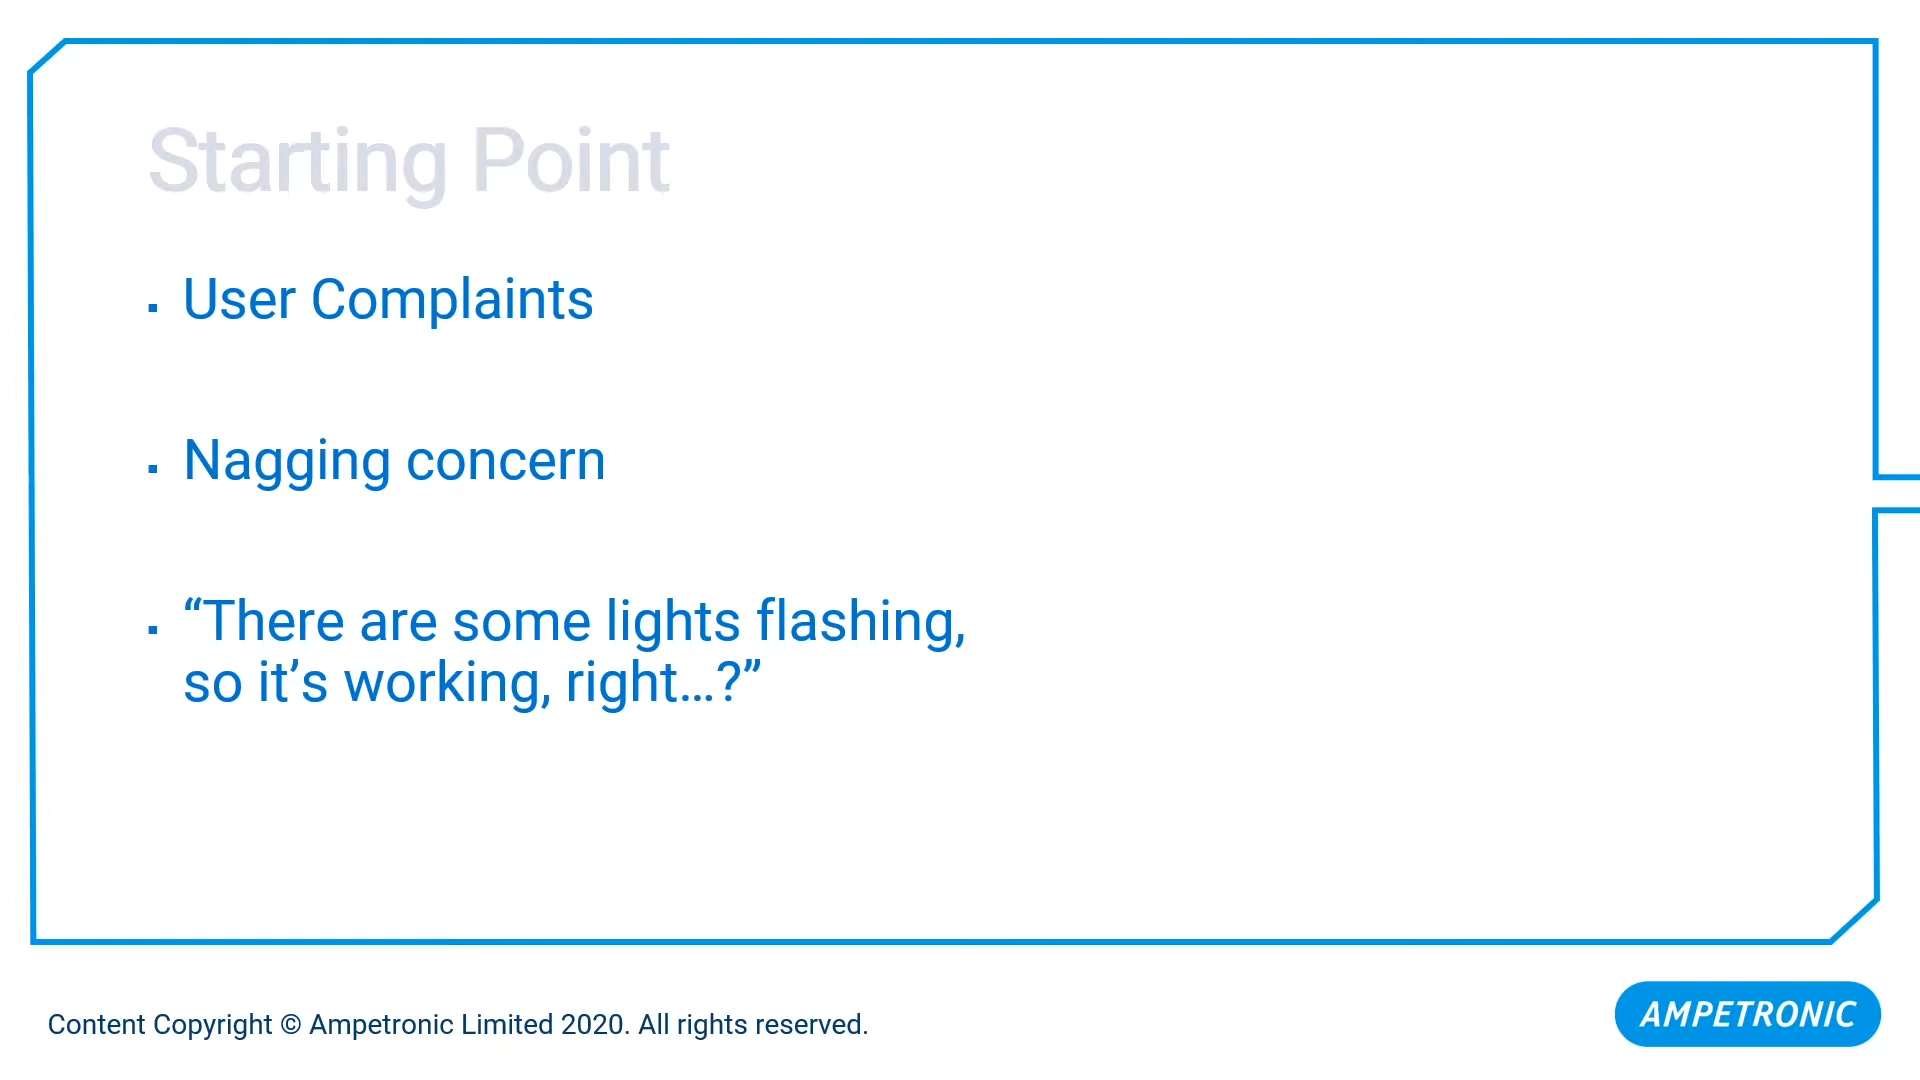 Starting Point
▪ User Complaints
▪ Nagging concern
▪ “There are some lights flashing,
so it’s working, right…?”
Content Copyright © Ampetronic Limited 2020. All rights reserved.
AMPETRONIC